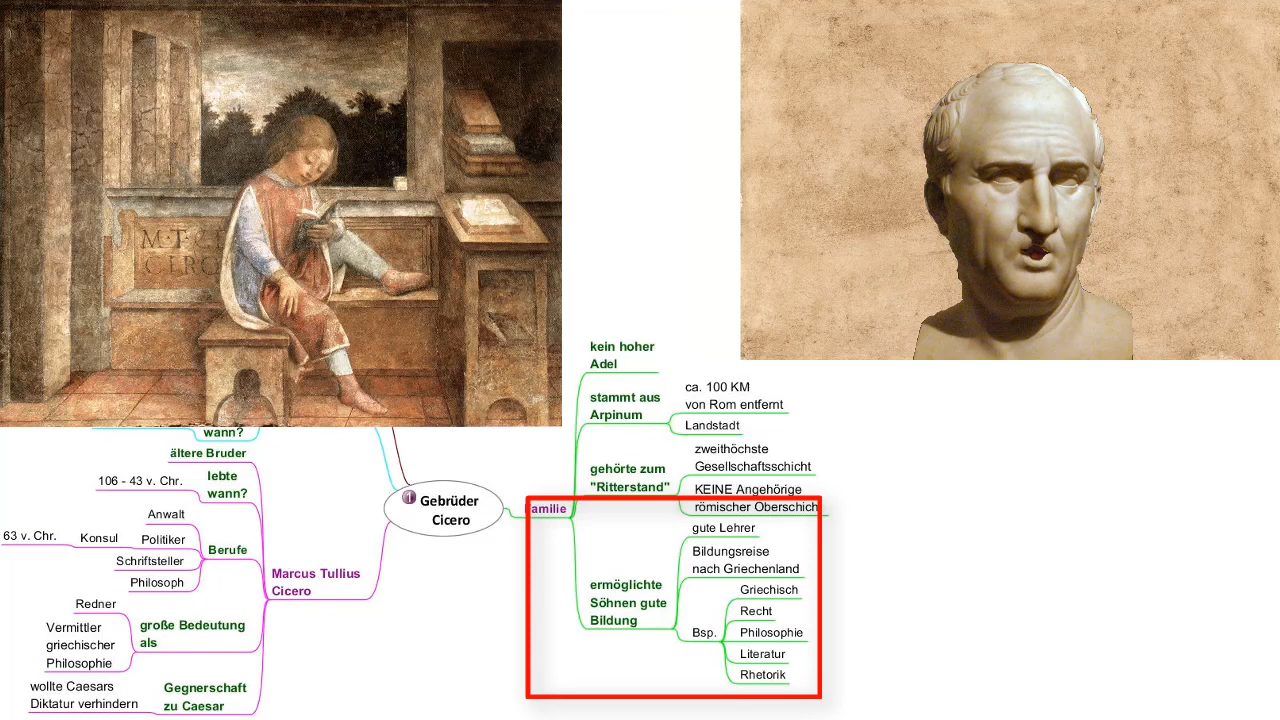 M·T·C
CIRO
wann?
ältere Bruder
lebte
wann?
106 - 43 v. Chr.
Berufe
Anwalt
Politiker
Konsul
63 v. Chr.
Schriftsteller
Philosoph
Marcus Tullius
Cicero
große Bedeutung
als
Redner
Vermittler
griechischer
Philosophie
Gegnerschaft
zu Caesar
wollte Caesars
Diktatur verhindern
1
Gebrüder
Cicero
Familie
kein hoher
Adel
stammt aus
Arpinum
ca. 100 KM
von Rom entfernt
Landstadt
gehörte zum
"Ritterstand"
zweithöchste
Gesellschaftsschicht
KEINE Angehörige
römischer Oberschich
ermöglichte
Söhnen gute
Bildung
gute Lehrer
Bildungsreise
nach Griechenland
Bsp.
Griechisch
Recht
Philosophie
Literatur
Rhetorik